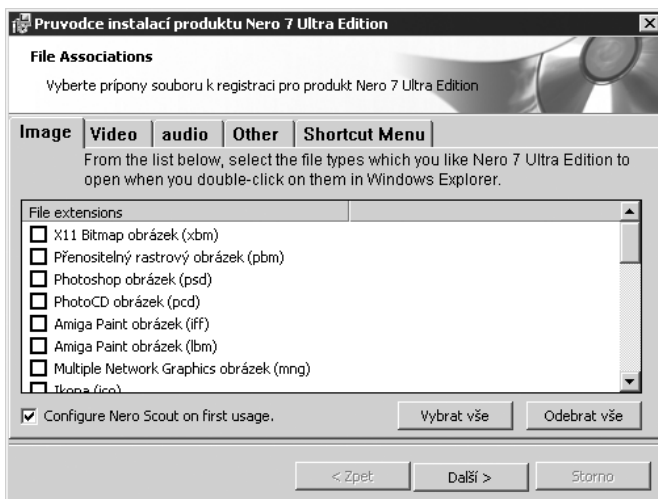 Pruvodce instalací produktu Nero 7 Ultra Edition
File Associations
Vyberte prípony souboru k registraci pro produkt Nero 7 Ultra Edition
Image Video audio Other Shortcut Menu
From the list below, select the file types which you like Nero 7 Ultra Edition to
open when you double-click on them in Windows Explorer.
File extensions
X11 Bitmap obrázek (xbm)
Přenositelný rastrový obrázek (pbm)
Photoshop obrázek (psd)
PhotoCD obrázek (pcd)
Amiga Paint obrázek (iff)
Amiga Paint obrázek (lbm)
Multiple Network Graphics obrázek (mng)
Ikona (ico)
Configure Nero Scout on first usage.
Vybrat vše
Odebrat vše
< Zpet
Další >
Storno